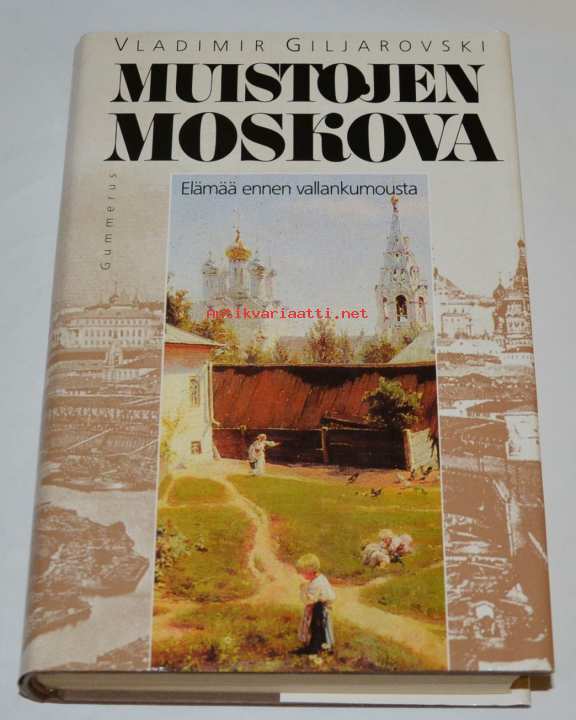 VLADIMIR GILJAROVSKI
MUISTOJEN
MOSKOVA
Elämää ennen vallankumousta
Gummerus
antikvariaatti.net